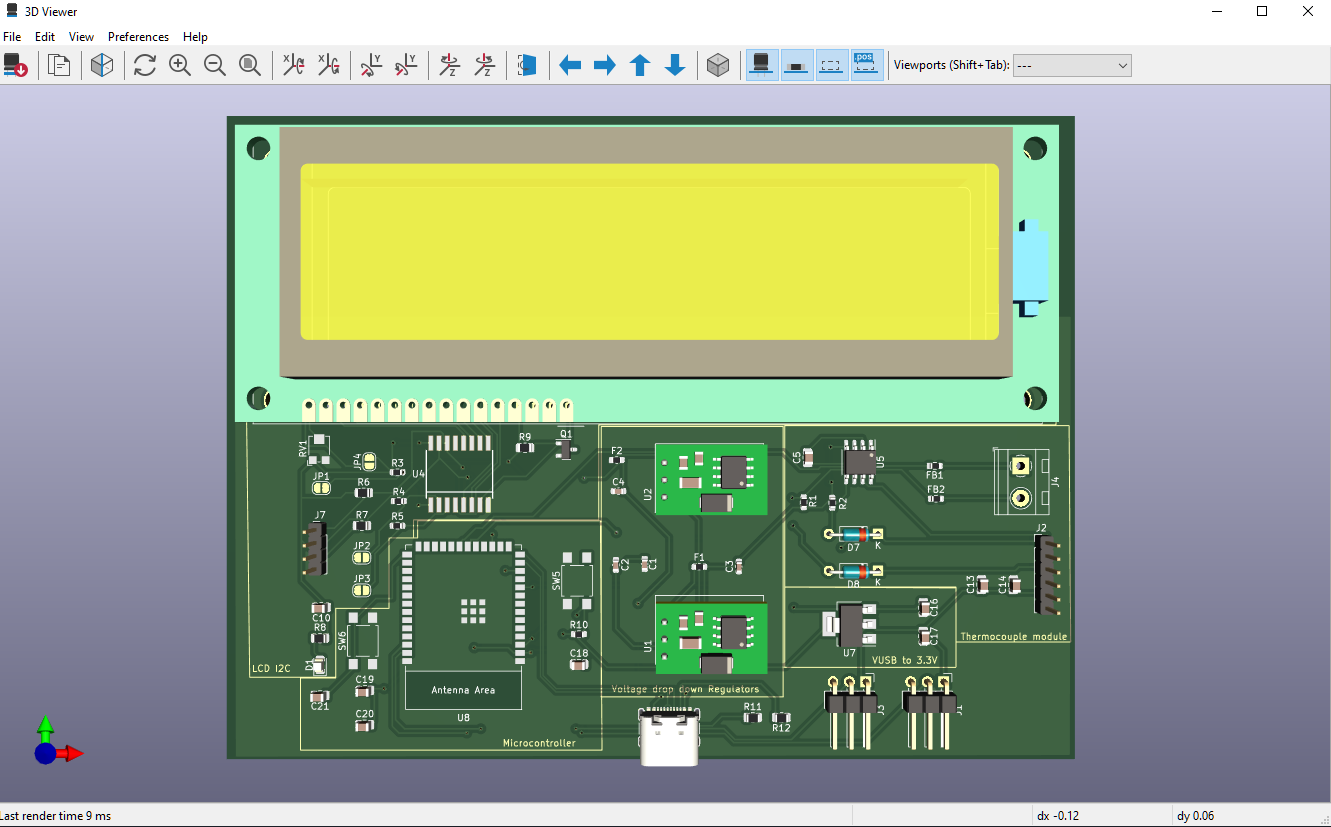 3D Viewer
File Edit View Preferences Help
X X Y Y Z Z pos Viewports (Shift+Tab): ---
RV1 JP4 R3 U4 R9 Q1 F2 C5 U5
JP1 R6 R4 C4 U2 R1 R2 FB1 FB2 J4
J7 R7 R5 J2
JP2 D7 K
SW5 C2 C1 F1 C3
JP3 D8 K C13 C14
C10 R8 SW6 R10 U1 C16 C17
Thermocouple module
U7
VUSB to 3.3V
LCD I2C D1 C18
C19 Antenna Area Voltage drop down Regulators
C21 C20 U8 R11 R12 J3 J1
Microcontroller
Last render time 9 ms dx -0.12 dy 0.06